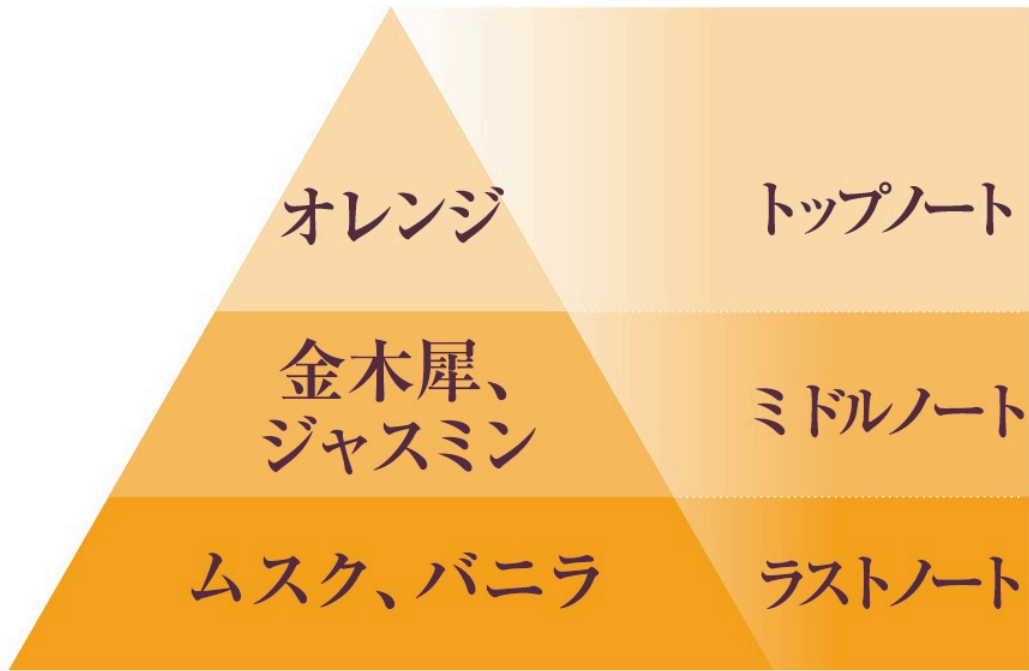 オレンジ
トップノート
金木犀、
ジャスミン
ミドルノート
ムスク、バニラ
ラストノート